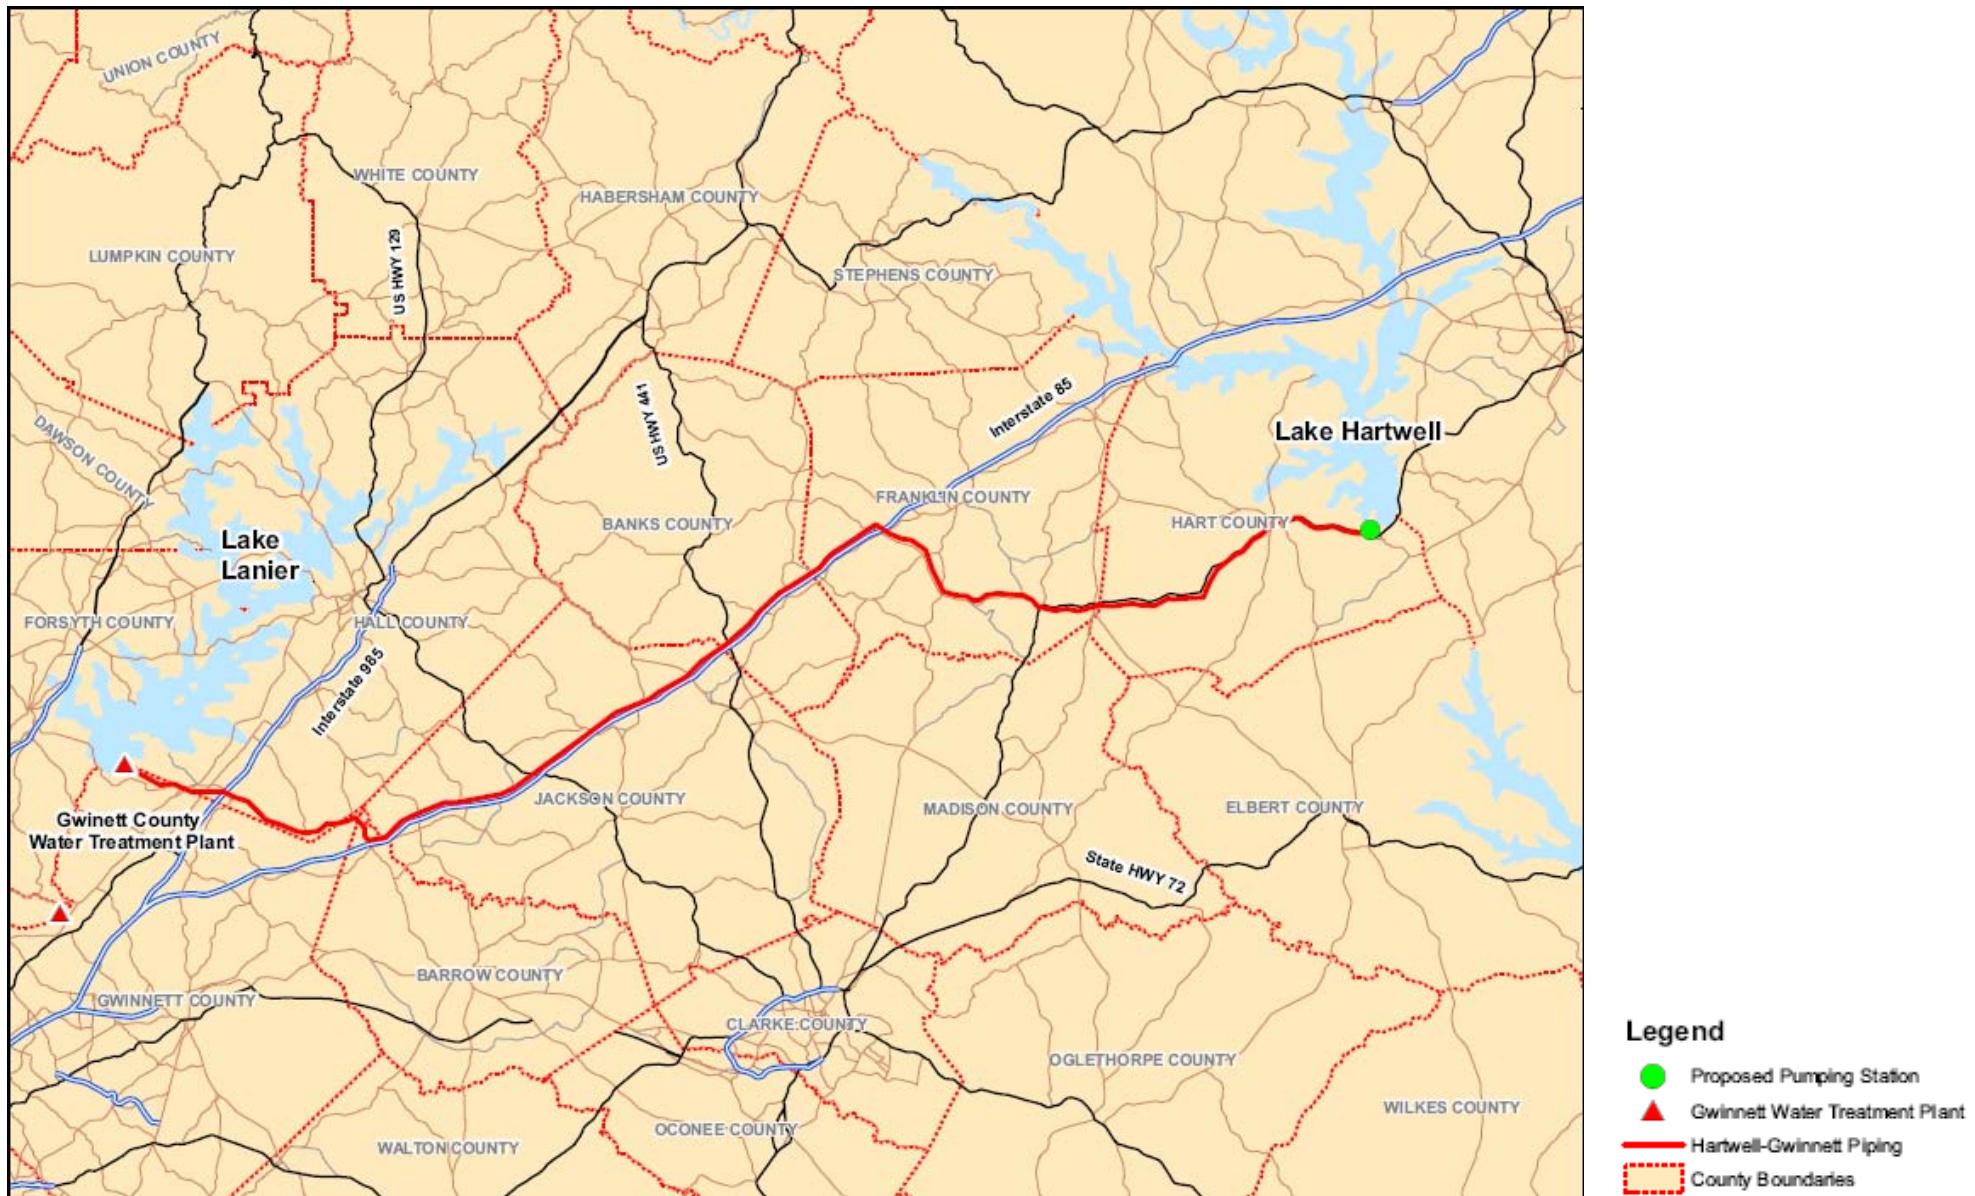 UNION COUNTY
WHITE COUNTY
HABERSHAM COUNTY
LUMPKIN COUNTY
US HWY 129
STEPHENS COUNTY
DAWSON COUNTY
US HWY 441
Interstate 85
Lake Hartwell
FRANKLIN COUNTY
BANKS COUNTY
HART COUNTY
Lake
Lanier
FORSYTH COUNTY
HALL COUNTY
Interstate 985
JACKSON COUNTY
MADISON COUNTY
ELBERT COUNTY
Gwinett County
Water Treatment Plant
State HWY 72
BARROW COUNTY
GWINNETT COUNTY
CLARKE COUNTY
OGLETHORPE COUNTY
WILKES COUNTY
OCONEE COUNTY
WALTON COUNTY
Legend
Proposed Pumping Station
Gwinnett Water Treatment Plant
Hartwell-Gwinnett Piping
County Boundaries